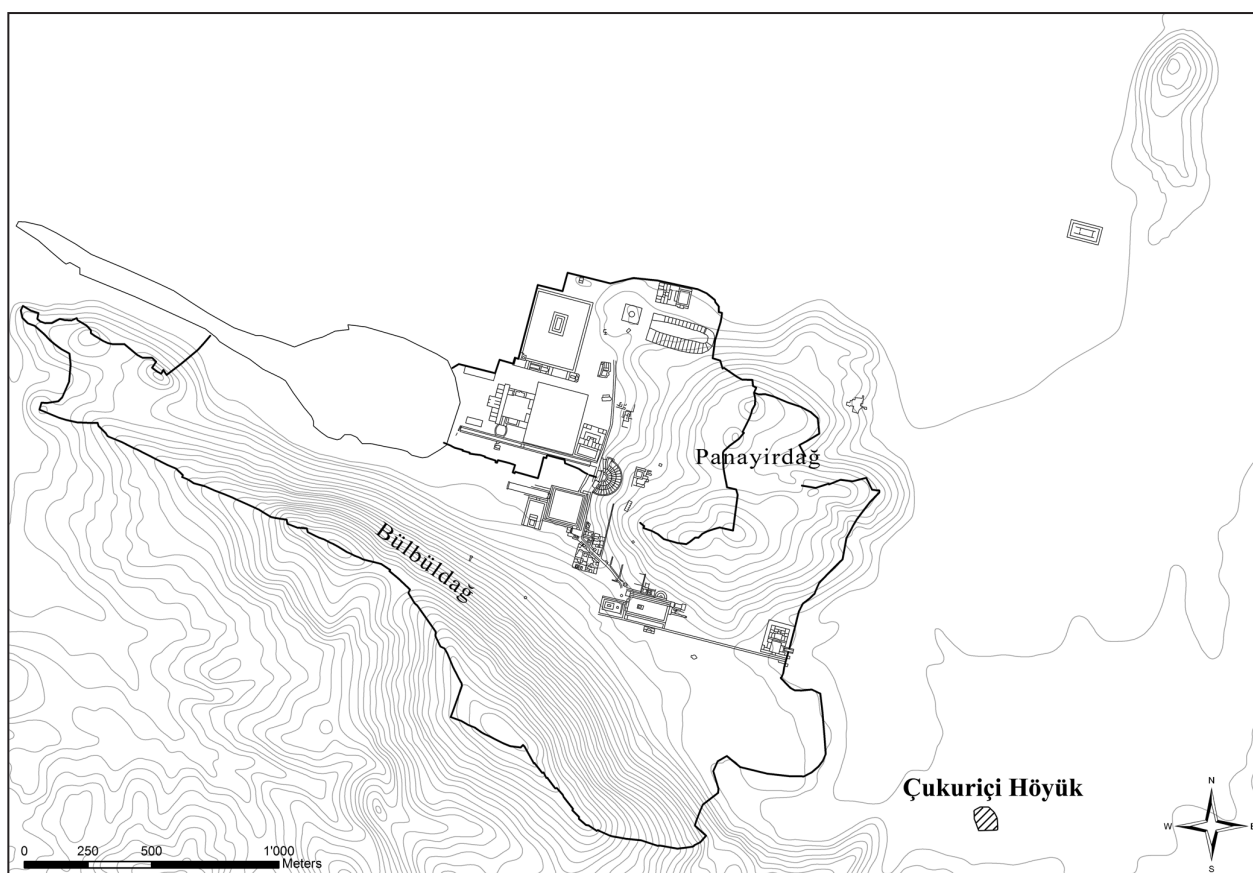 Panayirdağ
Bülbüldağ
Çukuriçi Höyük
N
W E
S
0 250 500 1'000
Meters